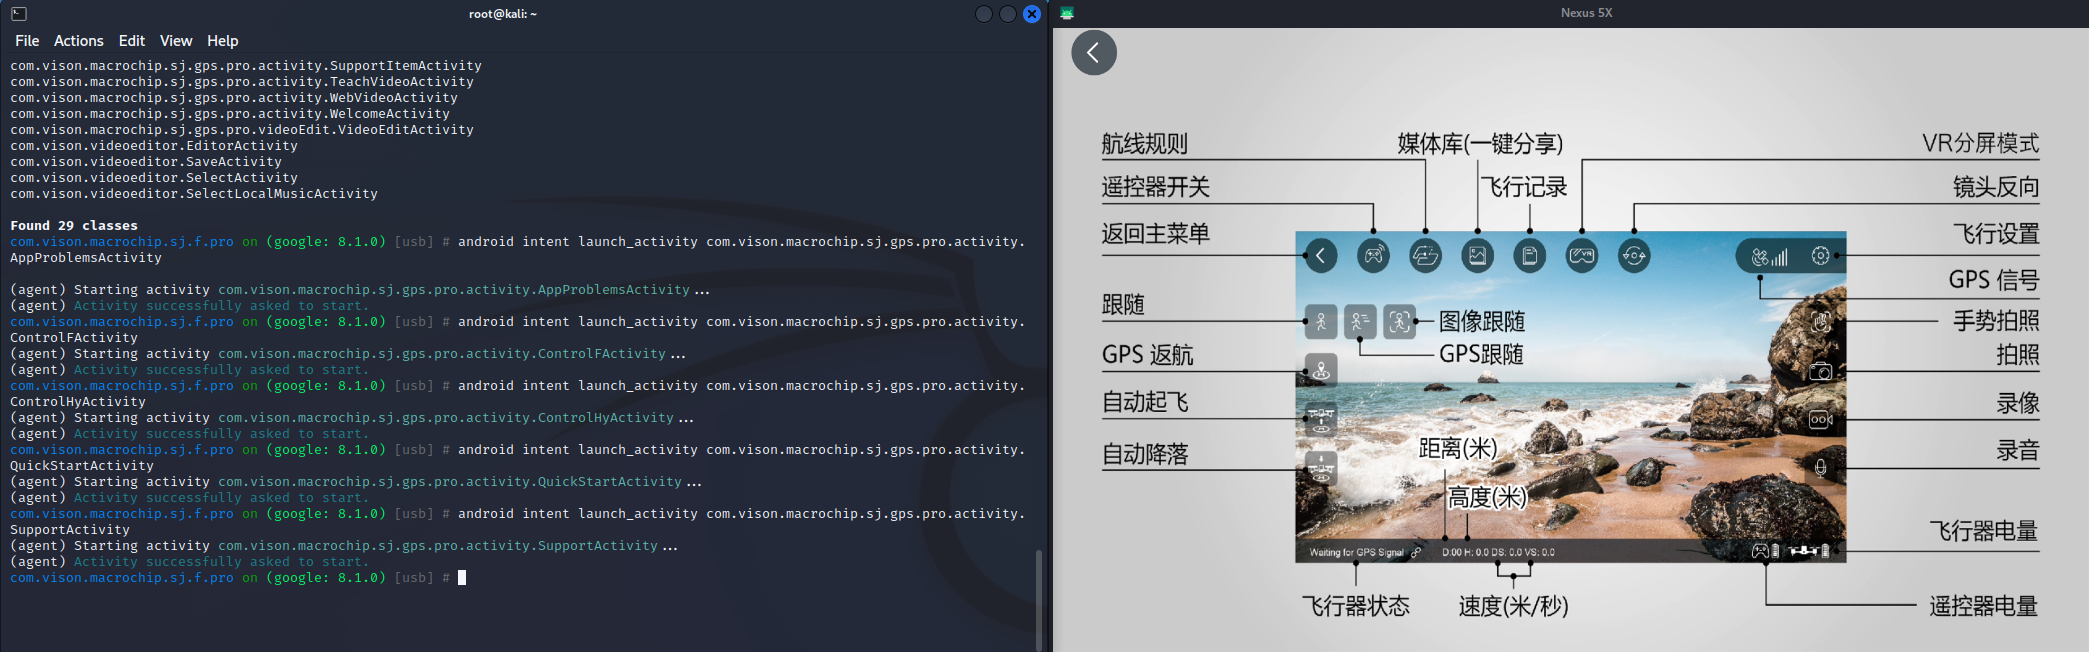 root@kali: ~
File Actions Edit View Help
com.vison.macrochip.sj.gps.pro.activity.SupportItemActivity
com.vison.macrochip.sj.gps.pro.activity.TeachVideoActivity
com.vison.macrochip.sj.gps.pro.activity.WebVideoActivity
com.vison.macrochip.sj.gps.pro.activity.WelcomeActivity
com.vison.macrochip.sj.gps.pro.videoEdit.VideoEditActivity
com.vison.videoeditor.EditorActivity
com.vison.videoeditor.SaveActivity
com.vison.videoeditor.SelectActivity
com.vison.videoeditor.SelectLocalMusicActivity
Found 29 classes
com.vison.macrochip.sj.f.pro on (google: 8.1.0) [usb] # android intent launch_activity com.vison.macrochip.sj.gps.pro.activity.
AppProblemsActivity
(agent) Starting activity com.vison.macrochip.sj.gps.pro.activity.AppProblemsActivity...
(agent) Activity successfully asked to start.
com.vison.macrochip.sj.f.pro on (google: 8.1.0) [usb] # android intent launch_activity com.vison.macrochip.sj.gps.pro.activity.
ControlFActivity
(agent) Starting activity com.vison.macrochip.sj.gps.pro.activity.ControlFActivity...
(agent) Activity successfully asked to start.
com.vison.macrochip.sj.f.pro on (google: 8.1.0) [usb] # android intent launch_activity com.vison.macrochip.sj.gps.pro.activity.
ControlHyActivity
(agent) Starting activity com.vison.macrochip.sj.gps.pro.activity.ControlHyActivity...
(agent) Activity successfully asked to start.
com.vison.macrochip.sj.f.pro on (google: 8.1.0) [usb] # android intent launch_activity com.vison.macrochip.sj.gps.pro.activity.
QuickStartActivity
(agent) Starting activity com.vison.macrochip.sj.gps.pro.activity.QuickStartActivity...
(agent) Activity successfully asked to start.
com.vison.macrochip.sj.f.pro on (google: 8.1.0) [usb] # android intent launch_activity com.vison.macrochip.sj.gps.pro.activity.
SupportActivity
(agent) Starting activity com.vison.macrochip.sj.gps.pro.activity.SupportActivity...
(agent) Activity successfully asked to start.
com.vison.macrochip.sj.f.pro on (google: 8.1.0) [usb] #
Nexus 5X
航线规则
媒体库(一键分享)
VR分屏模式
遥控器开关
飞行记录
镜头反向
返回主菜单
飞行设置
VR
GPS 信号
跟随
图像跟随
手势拍照
GPS 返航
GPS跟随
拍照
自动起飞
录像
自动降落
距离(米)
录音
高度(米)
飞行器电量
Waiting for GPS Signal
D:00 H: 0.0 DS: 0.0 VS: 0.0
飞行器状态
速度(米/秒)
遥控器电量